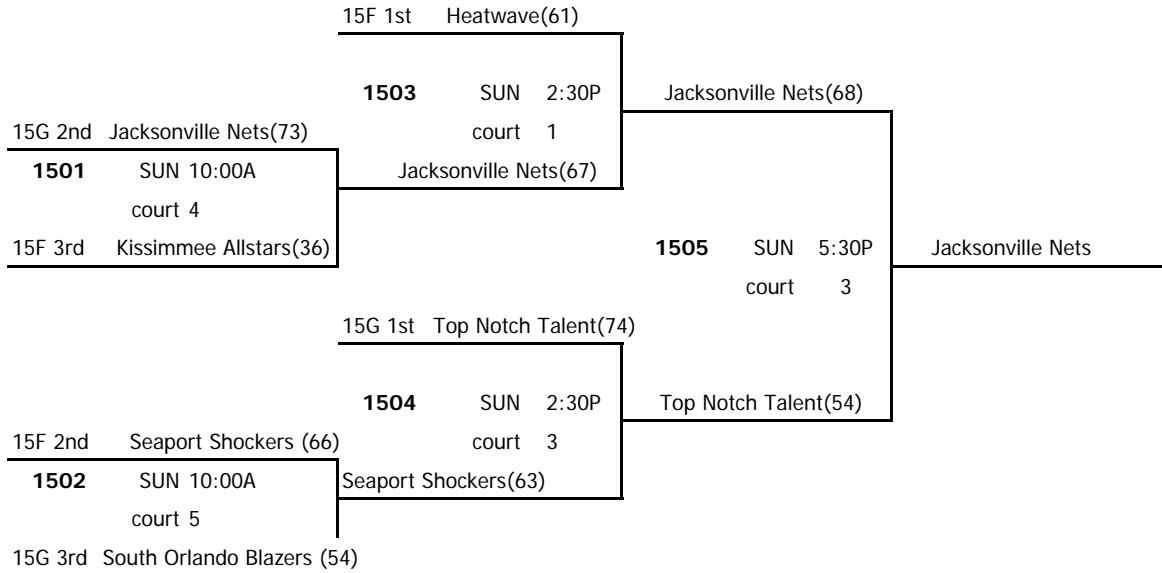 15F 1st Heatwave(61)
1503 SUN 2:30P Jacksonville Nets(68)
15G 2nd Jacksonville Nets(73) court 1
1501 SUN 10:00A Jacksonville Nets(67)
court 4
15F 3rd Kissimmee Allstars(36) 1505 SUN 5:30P Jacksonville Nets
court 3
15G 1st Top Notch Talent(74)
1504 SUN 2:30P Top Notch Talent(54)
15F 2nd Seaport Shockers (66) court 3
1502 SUN 10:00A Seaport Shockers(63)
court 5
15G 3rd South Orlando Blazers (54)